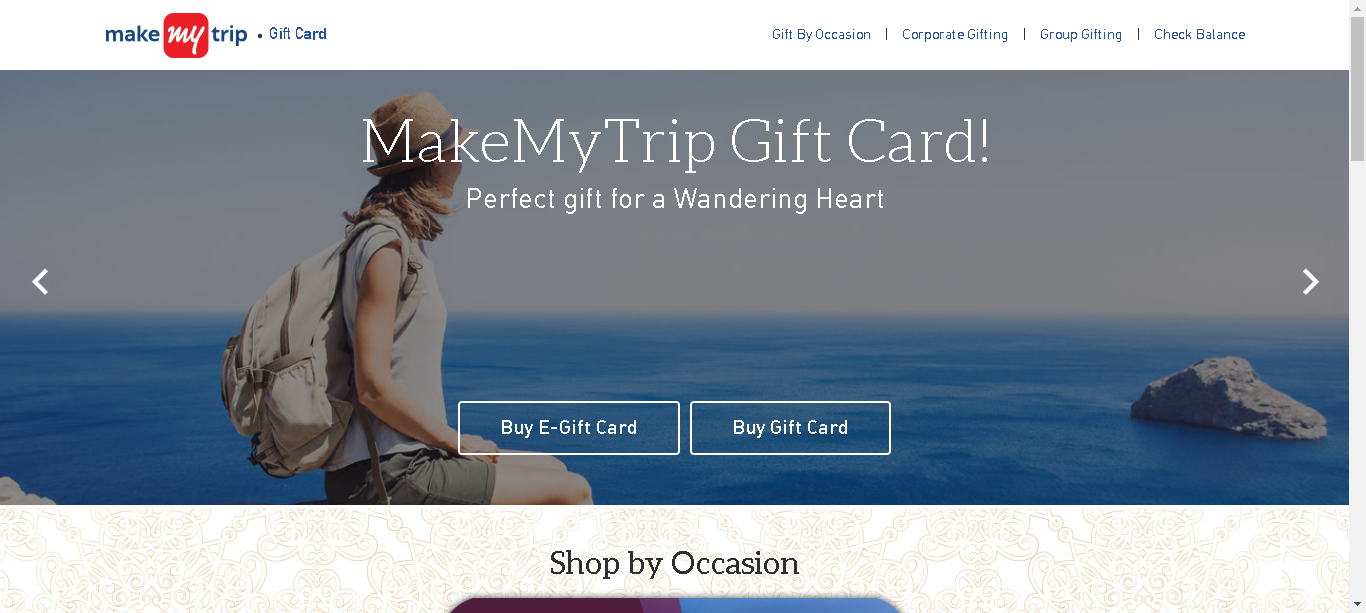 make my trip • Gift Card
Gift By Occasion | Corporate Gifting | Group Gifting | Check Balance
MakeMyTrip Gift Card!
Perfect gift for a Wandering Heart
Buy E-Gift Card
Buy Gift Card
Shop by Occasion